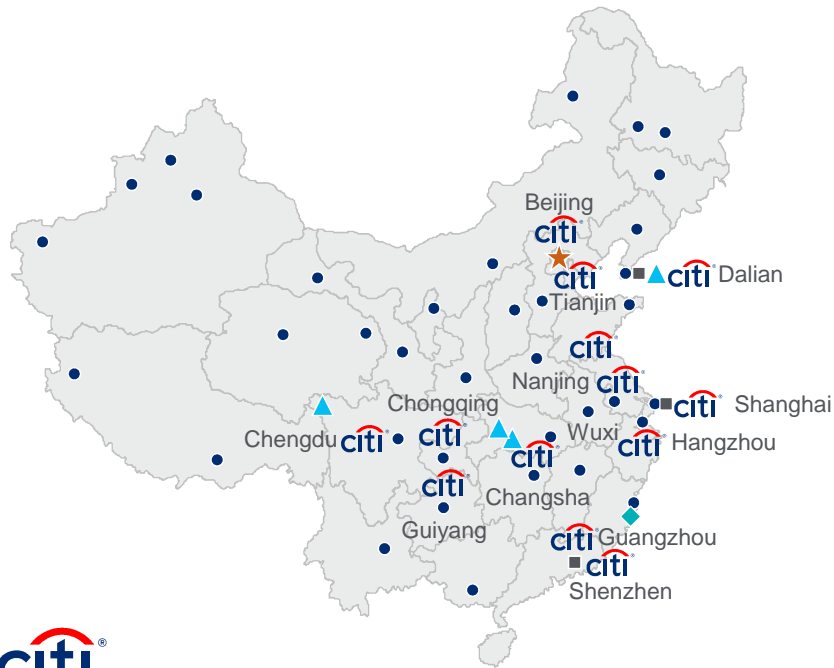 Beijing
citi®
citi®
Tianjin
citi® Dalian
citi®
Nanjing citi®
Chongqing
citi® Shanghai
Chengdu citi®
citi®
Wuxi
citi® Hangzhou
citi®
citi®
Changsha
Guiyang
citi® Guangzhou
citi®
Shenzhen
citi®